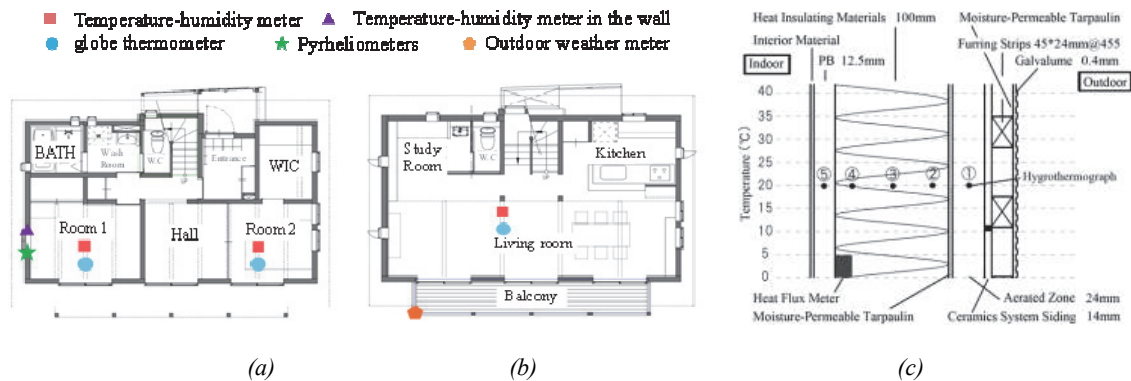 Temperature-humidity meter
Temperature-humidity meter in the wall
globe thermometer
Pyrheliometers
Outdoor weather meter
BATH
Wash
Room
W.C
Entrance
WIC
UP
Room 1
Hall
Room 2
(a)
Study
Room
W.C
Kitchen
Living room
Balcony
(b)
Heat Insulating Materials 100mm
Moisture-Permeable Tarpaulin
Interior Material
Furring Strips 45*24mm@455
Indoor
PB 12.5mm
Galvalume 0.4mm
Outdoor
Temperature (℃)
40
35
30
25
20
15
10
5
0
⑤ ④ ③ ② ①
Hygrothermograph
Heat Flux Meter
Aerated Zone 24mm
Moisture-Permeable Tarpaulin
Ceramics System Siding 14mm
(c)